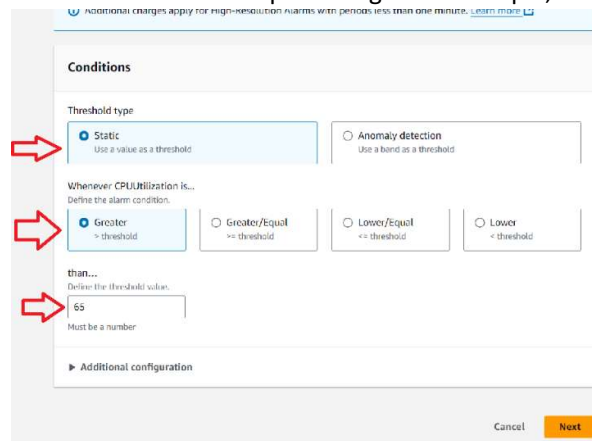 Additional charges apply for High-Resolution Alarms with periods less than one minute. Learn more
Conditions
Threshold type
Static
Use a value as a threshold
Anomaly detection
Use a band as a threshold
Whenever CPUUtilization is...
Define the alarm condition.
Greater
> threshold
Greater/Equal
>= threshold
Lower/Equal
<= threshold
Lower
< threshold
than...
Define the threshold value.
65
Must be a number
Additional configuration
Cancel
Next